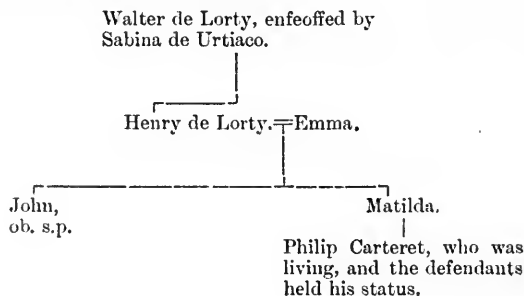 Walter de Lorty, enfeoffed by
Sabina de Urtiaco.
Henry de Lorty.=Emma.
John,
ob. s.p.
Matilda.
Philip Carteret, who was
living, and the defendants
held his status.